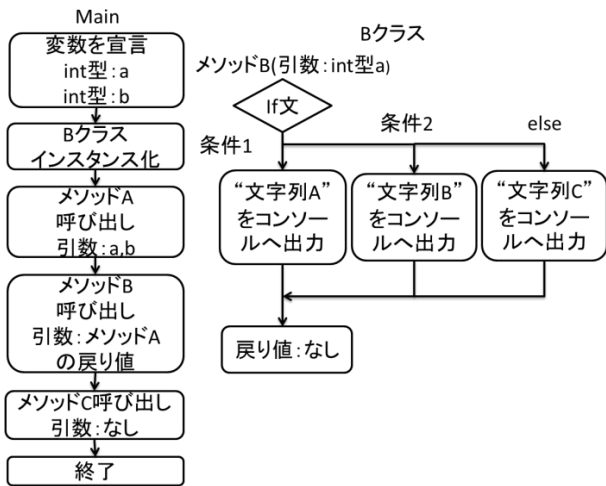 Main
変数を宣言
int型：a
int型：b
Bクラス
インスタンス化
メソッドA
呼び出し
引数：a,b
メソッドB
呼び出し
引数：メソッドA
の戻り値
メソッドC呼び出し
引数：なし
終了
Bクラス
メソッドB(引数：int型a)
If文
条件1
条件2
else
“文字列A”
をコンソー
ルへ出力
“文字列B”
をコンソー
ルへ出力
“文字列C”
をコンソー
ルへ出力
戻り値：なし